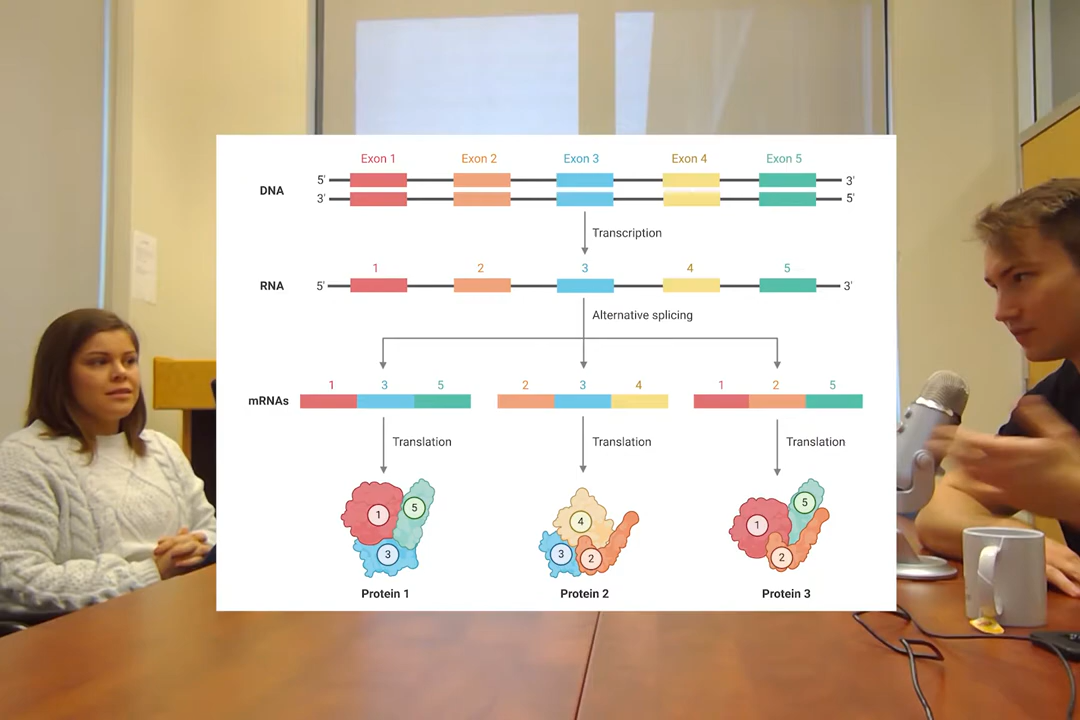 Exon 1 Exon 2 Exon 3 Exon 4 Exon 5
DNA
5' 3'
3' 5'
Transcription
1 2 3 4 5
RNA 5' 3'
Alternative splicing
1 3 5 2 3 4 1 2 5
mRNAs
Translation Translation Translation
1 5 3
4 3 2
5 1 2
Protein 1 Protein 2 Protein 3